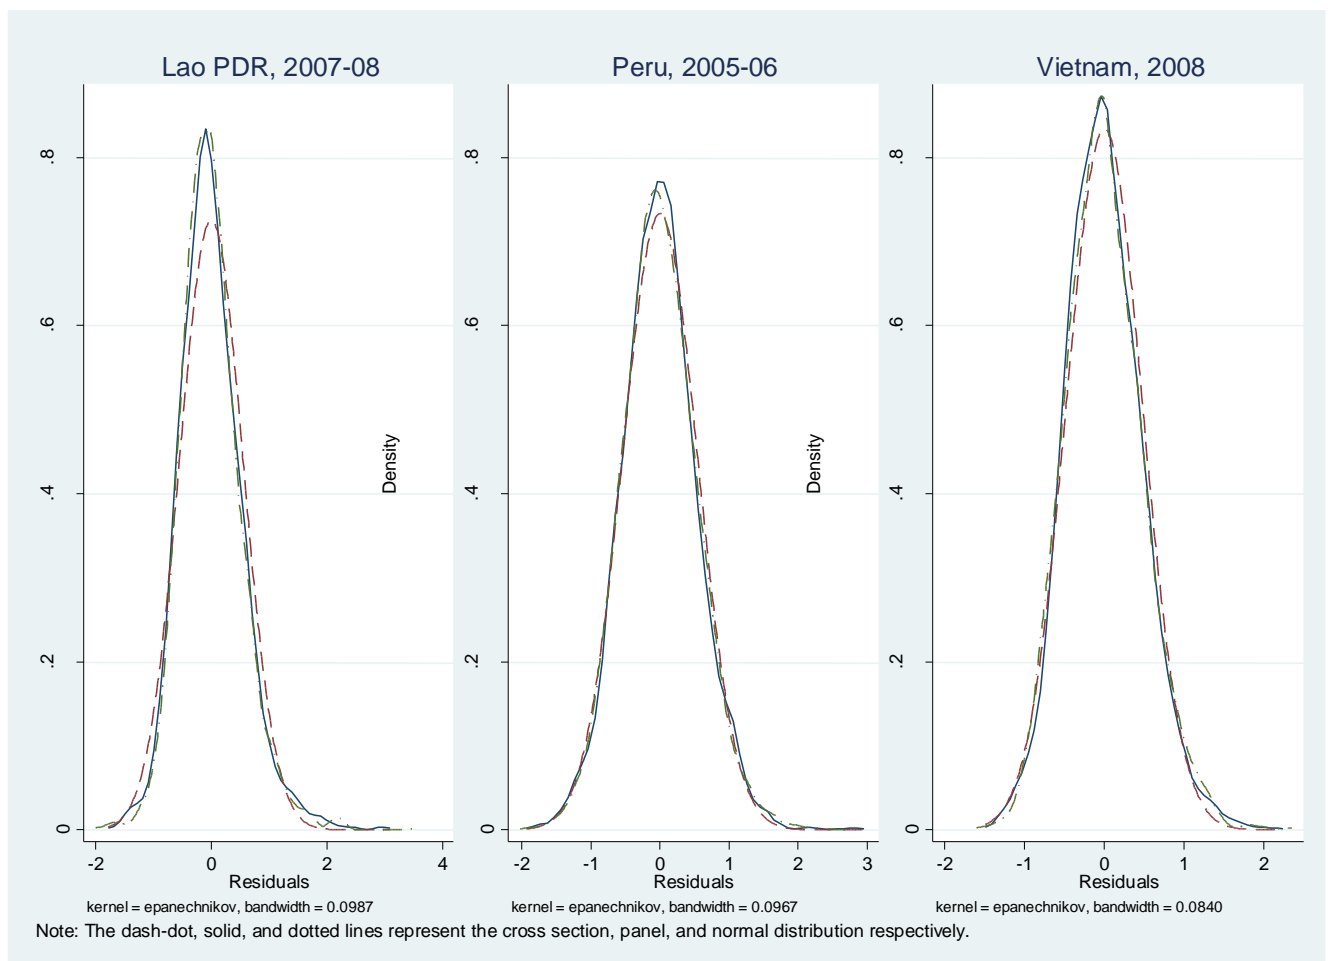 Lao PDR, 2007-08
.8
.6
.4
.2
0
-2 0 2 4
Residuals
kernel = epanechnikov, bandwidth = 0.0987
Peru, 2005-06
Density
.8
.6
.4
.2
0
-2 -1 0 1 2 3
Residuals
kernel = epanechnikov, bandwidth = 0.0967
Vietnam, 2008
Density
.8
.6
.4
.2
0
-2 -1 0 1 2
Residuals
kernel = epanechnikov, bandwidth = 0.0840
Note: The dash-dot, solid, and dotted lines represent the cross section, panel, and normal distribution respectively.